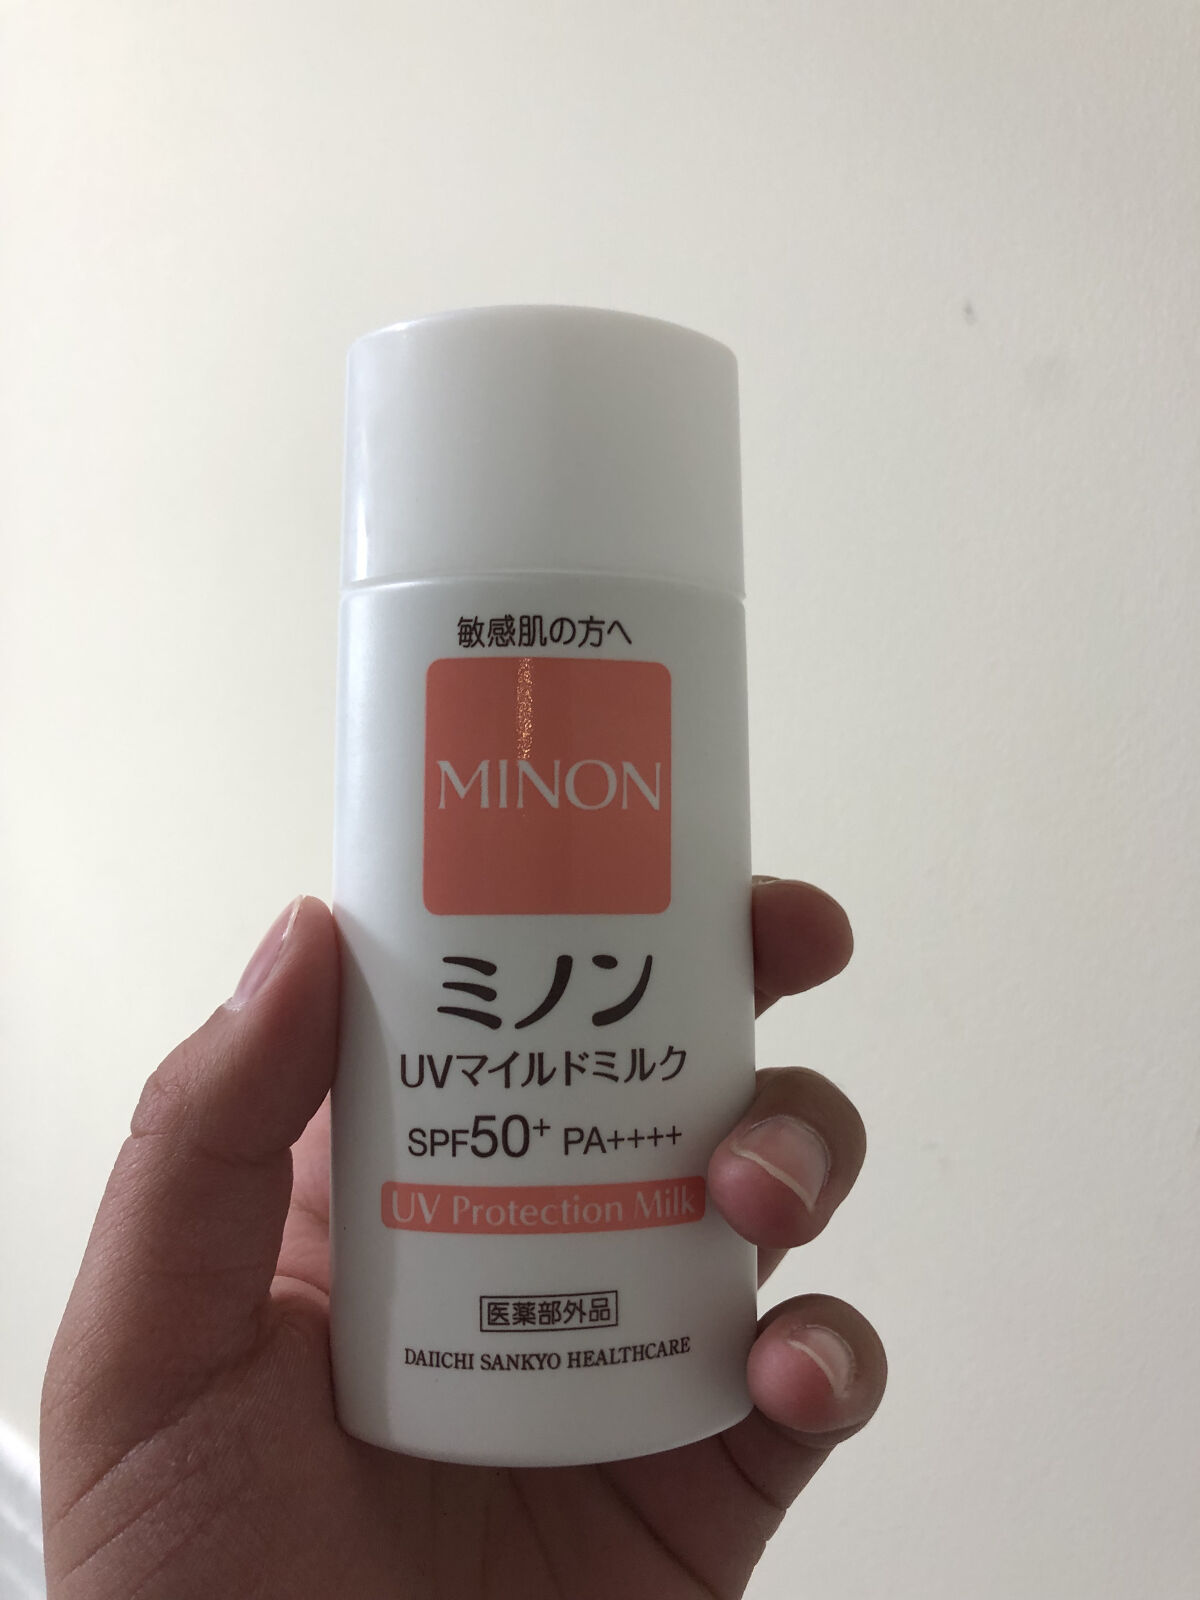 敏感肌の方へ
MINON
ミノン
UVマイルドミルク
SPF50+ PA++++
UV Protection Milk
医薬部外品
DAIICHI SANKYO HEALTHCARE